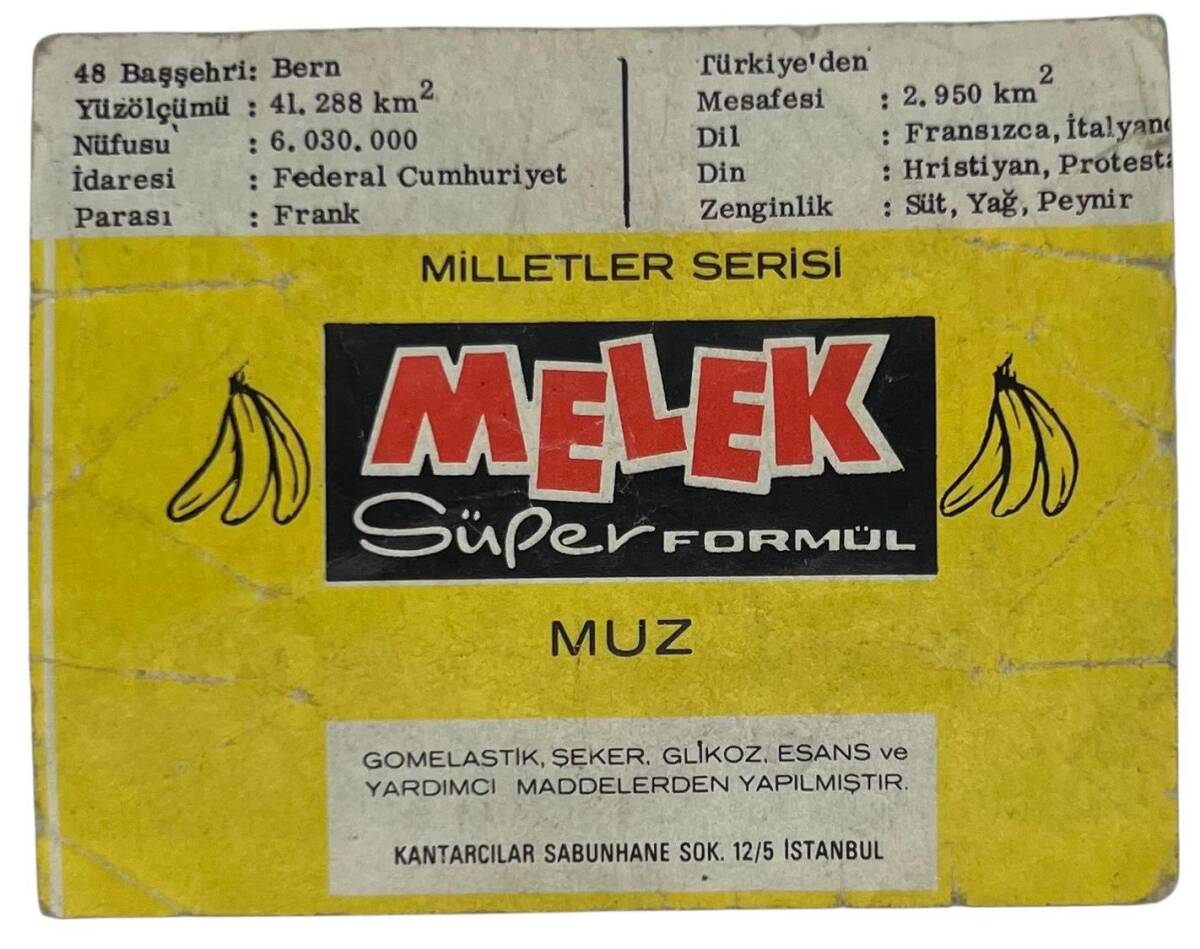 48 Başşehri: Bern
Yüzölçümü : 41.288 km²
Nüfusu : 6.030.000
İdaresi : Federal Cumhuriyet
Parası : Frank
Türkiye'den
Mesafesi : 2.950 km²
Dil : Fransızca, İtalyanc
Din : Hristiyan, Protesta
Zenginlik : Süt, Yağ, Peynir
MİLLETLER SERİSİ
MELEK
Süper FORMÜL
MUZ
GOMELASTİK, ŞEKER, GLİKOZ, ESANS ve
YARDIMCI MADDELERDEN YAPILMIŞTIR.
KANTARCILAR SABUNHANE SOK. 12/5 İSTANBUL